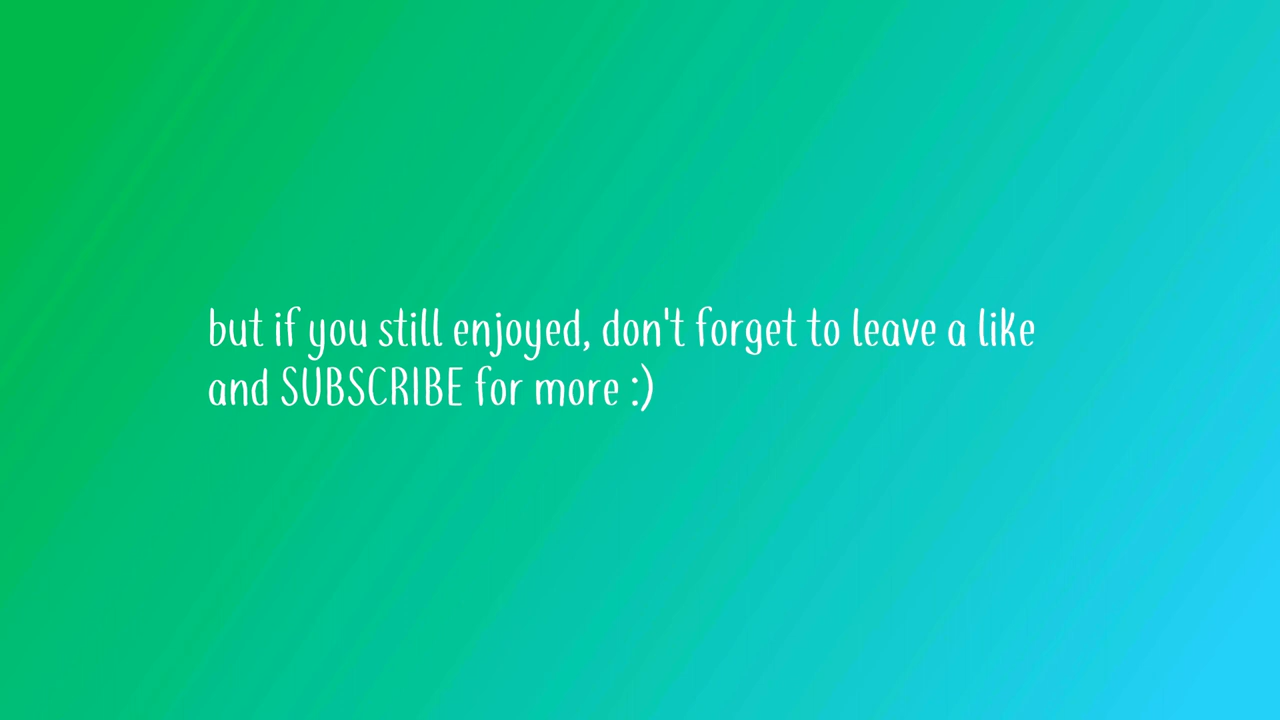 but if you still enjoyed, don't forget to leave a like
and SUBSCRIBE for more :)